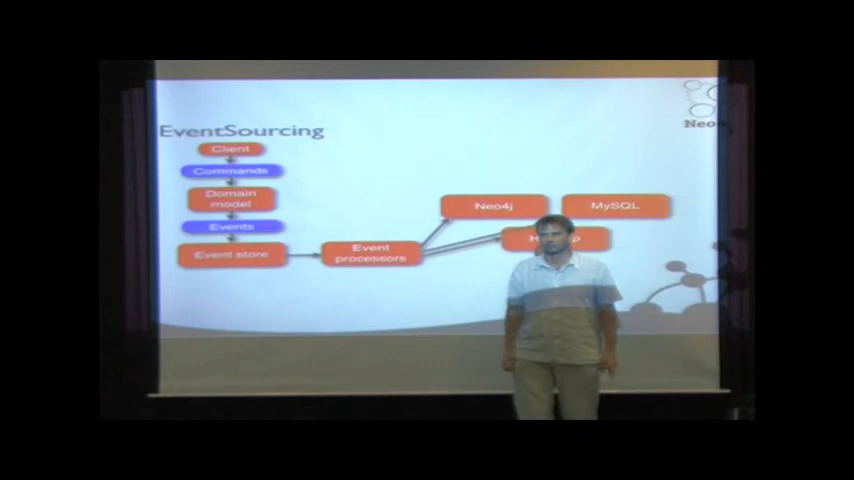 Neo
EventSourcing
Client
Commands
Domain
model
Events
Event store
Event
processors
Neo4j
MySQL